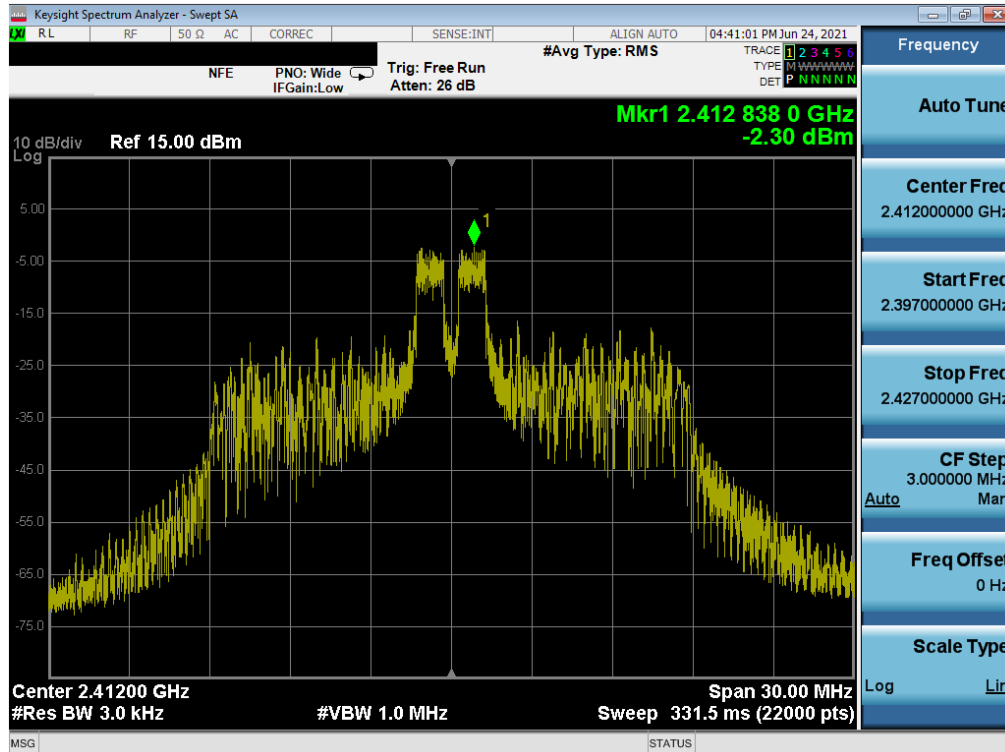 Keysight Spectrum Analyzer - Swept SA
LXI RL RF 50 Ω AC CORREC SENSE:INT ALIGN AUTO 04:41:01 PM Jun 24, 2021
#Avg Type: RMS TRACE 1 2 3 4 5 6
NFE PNO: Wide Trig: Free Run TYPE M WWWWW
IFGain:Low Atten: 26 dB DET P N N N N N
Mkr1 2.412 838 0 GHz
10 dB/div Ref 15.00 dBm -2.30 dBm
Log
1
5.00
-5.00
-15.0
-25.0
-35.0
-45.0
-55.0
-65.0
-75.0
Center 2.41200 GHz Span 30.00 MHz
#Res BW 3.0 kHz #VBW 1.0 MHz Sweep 331.5 ms (22000 pts)
MSG STATUS
Frequency
Auto Tune
Center Freq
2.412000000 GHz
Start Freq
2.397000000 GHz
Stop Freq
2.427000000 GHz
CF Step
3.000000 MHz
Auto Man
Freq Offset
0 Hz
Scale Type
Log Lin